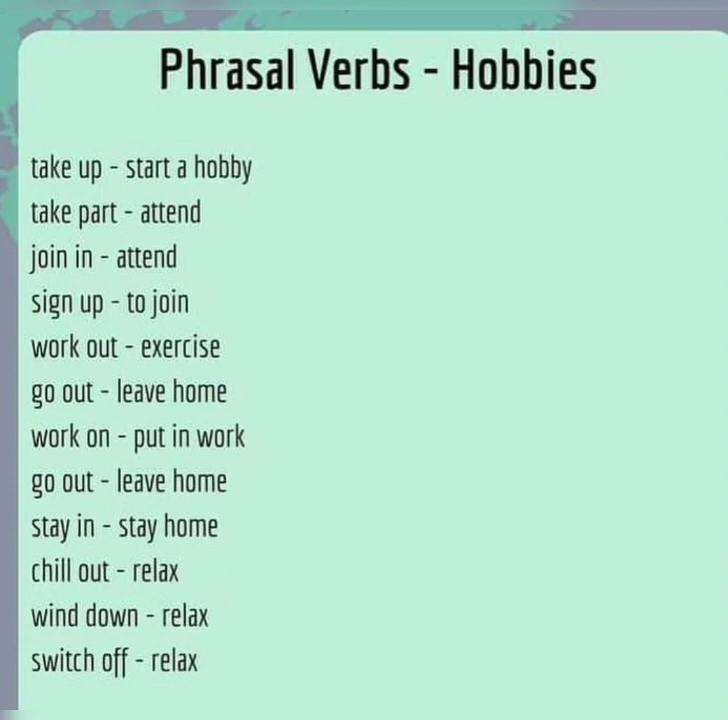 Phrasal Verbs - Hobbies
take up - start a hobby
take part - attend
join in - attend
sign up - to join
work out - exercise
go out - leave home
work on - put in work
go out - leave home
stay in - stay home
chill out - relax
wind down - relax
switch off - relax